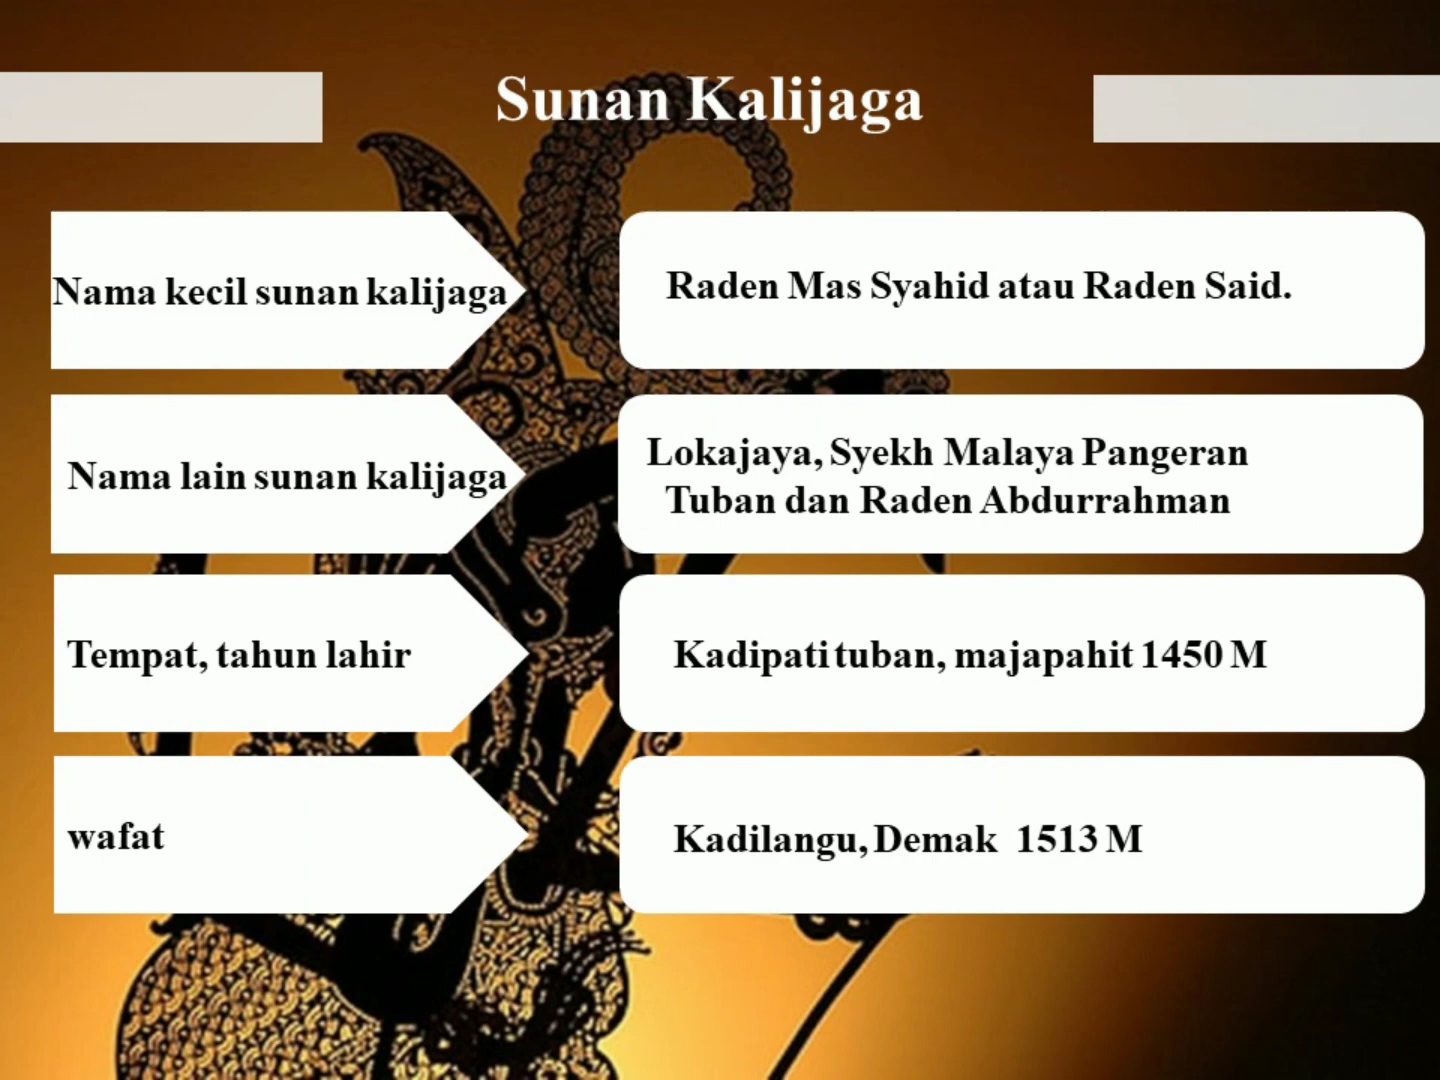 Sunan Kalijaga
Nama kecil sunan kalijaga
Raden Mas Syahid atau Raden Said.
Nama lain sunan kalijaga
Lokajaya, Syekh Malaya Pangeran
Tuban dan Raden Abdurrahman
Tempat, tahun lahir
Kadipati tuban, majapahit 1450 M
wafat
Kadilangu, Demak 1513 M